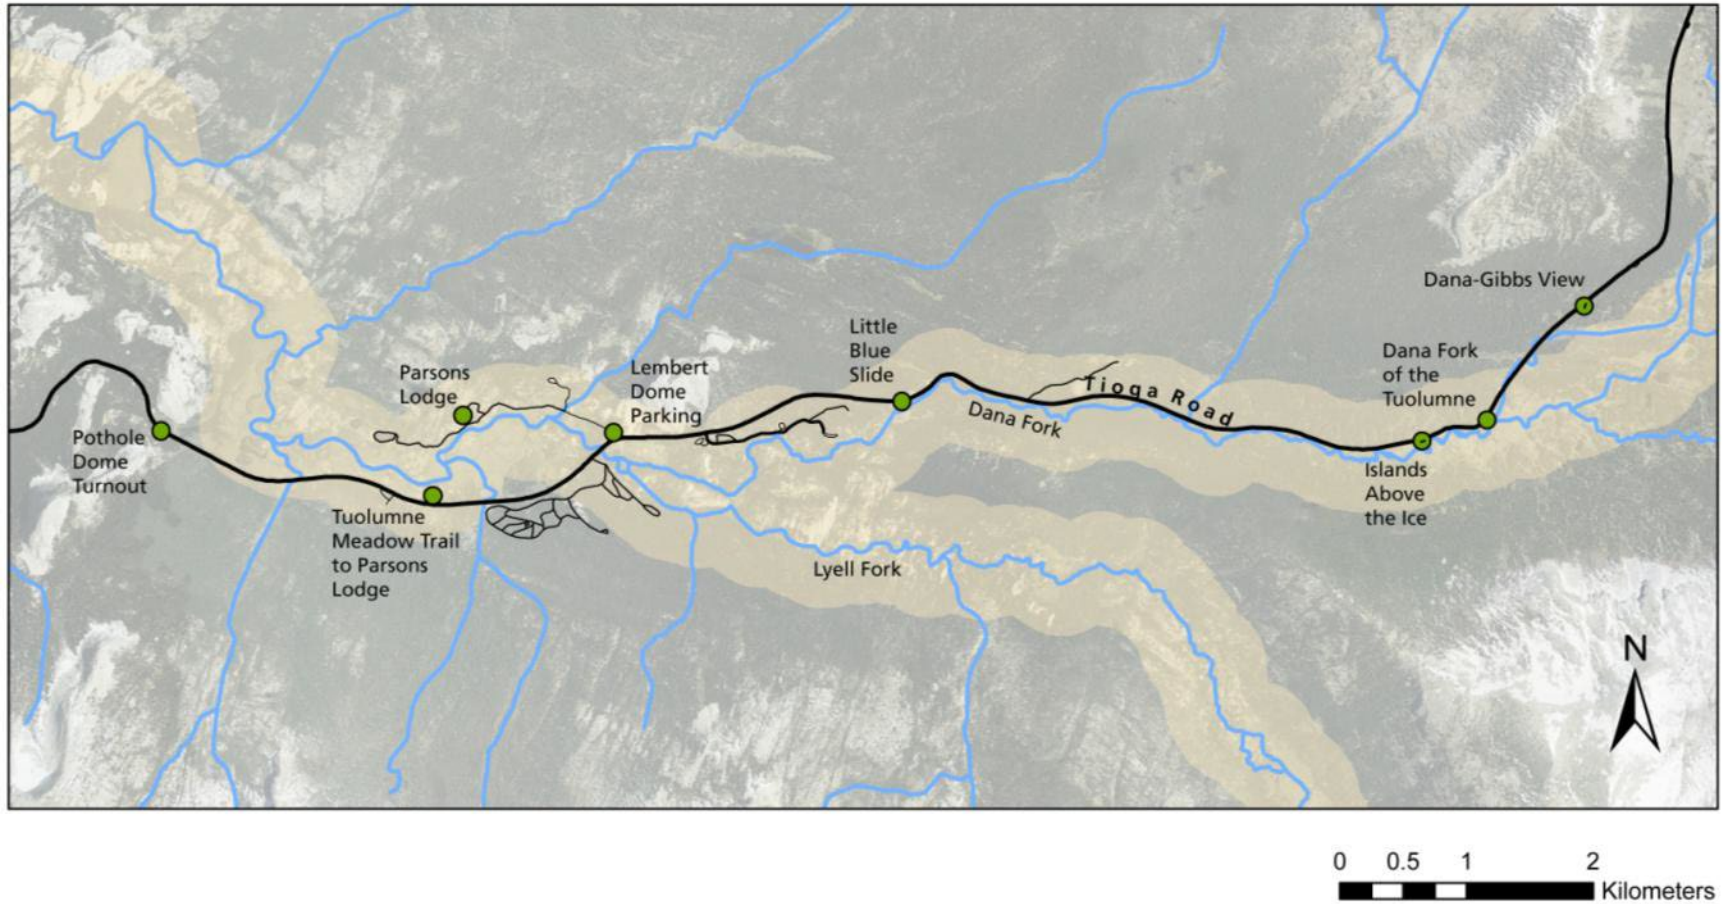 Dana-Gibbs View
Little
Blue
Slide
Dana Fork
of the
Tuolumne
Parsons
Lodge
Lembert
Dome
Parking
Tioga Road
Dana Fork
Pothole
Dome
Turnout
Islands
Above
the Ice
Tuolumne
Meadow Trail
to Parsons
Lodge
Lyell Fork
N
0 0.5 1 2
Kilometers